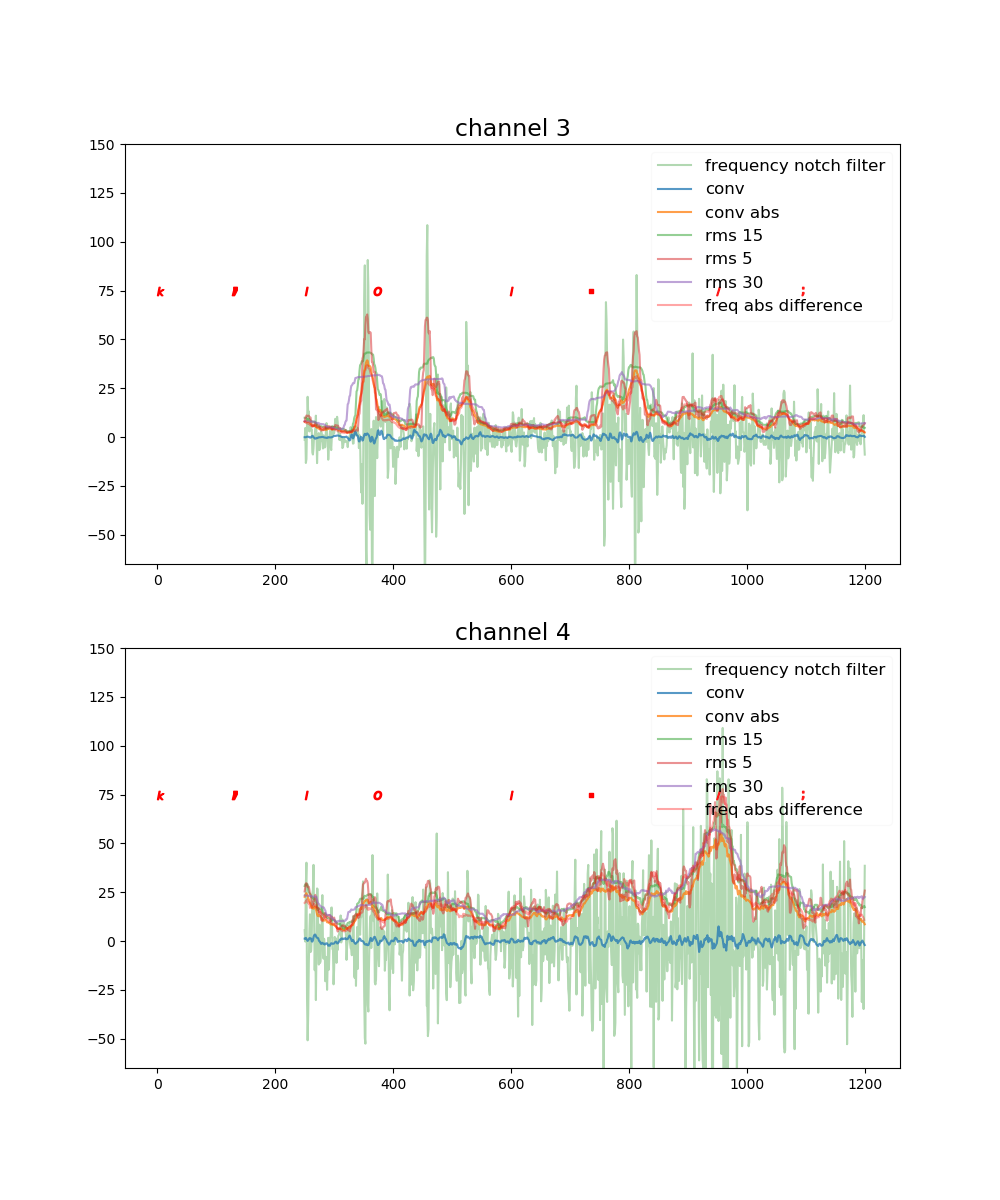 channel 3
150
125
100
75
50
25
0
−25
−50
frequency notch filter
conv
conv abs
rms 15
rms 5
rms 30
freq abs difference
k l o l . l ;
0 200 400 600 800 1000 1200
channel 4
150
125
100
75
50
25
0
−25
−50
frequency notch filter
conv
conv abs
rms 15
rms 5
rms 30
freq abs difference
k l o l . l ;
0 200 400 600 800 1000 1200